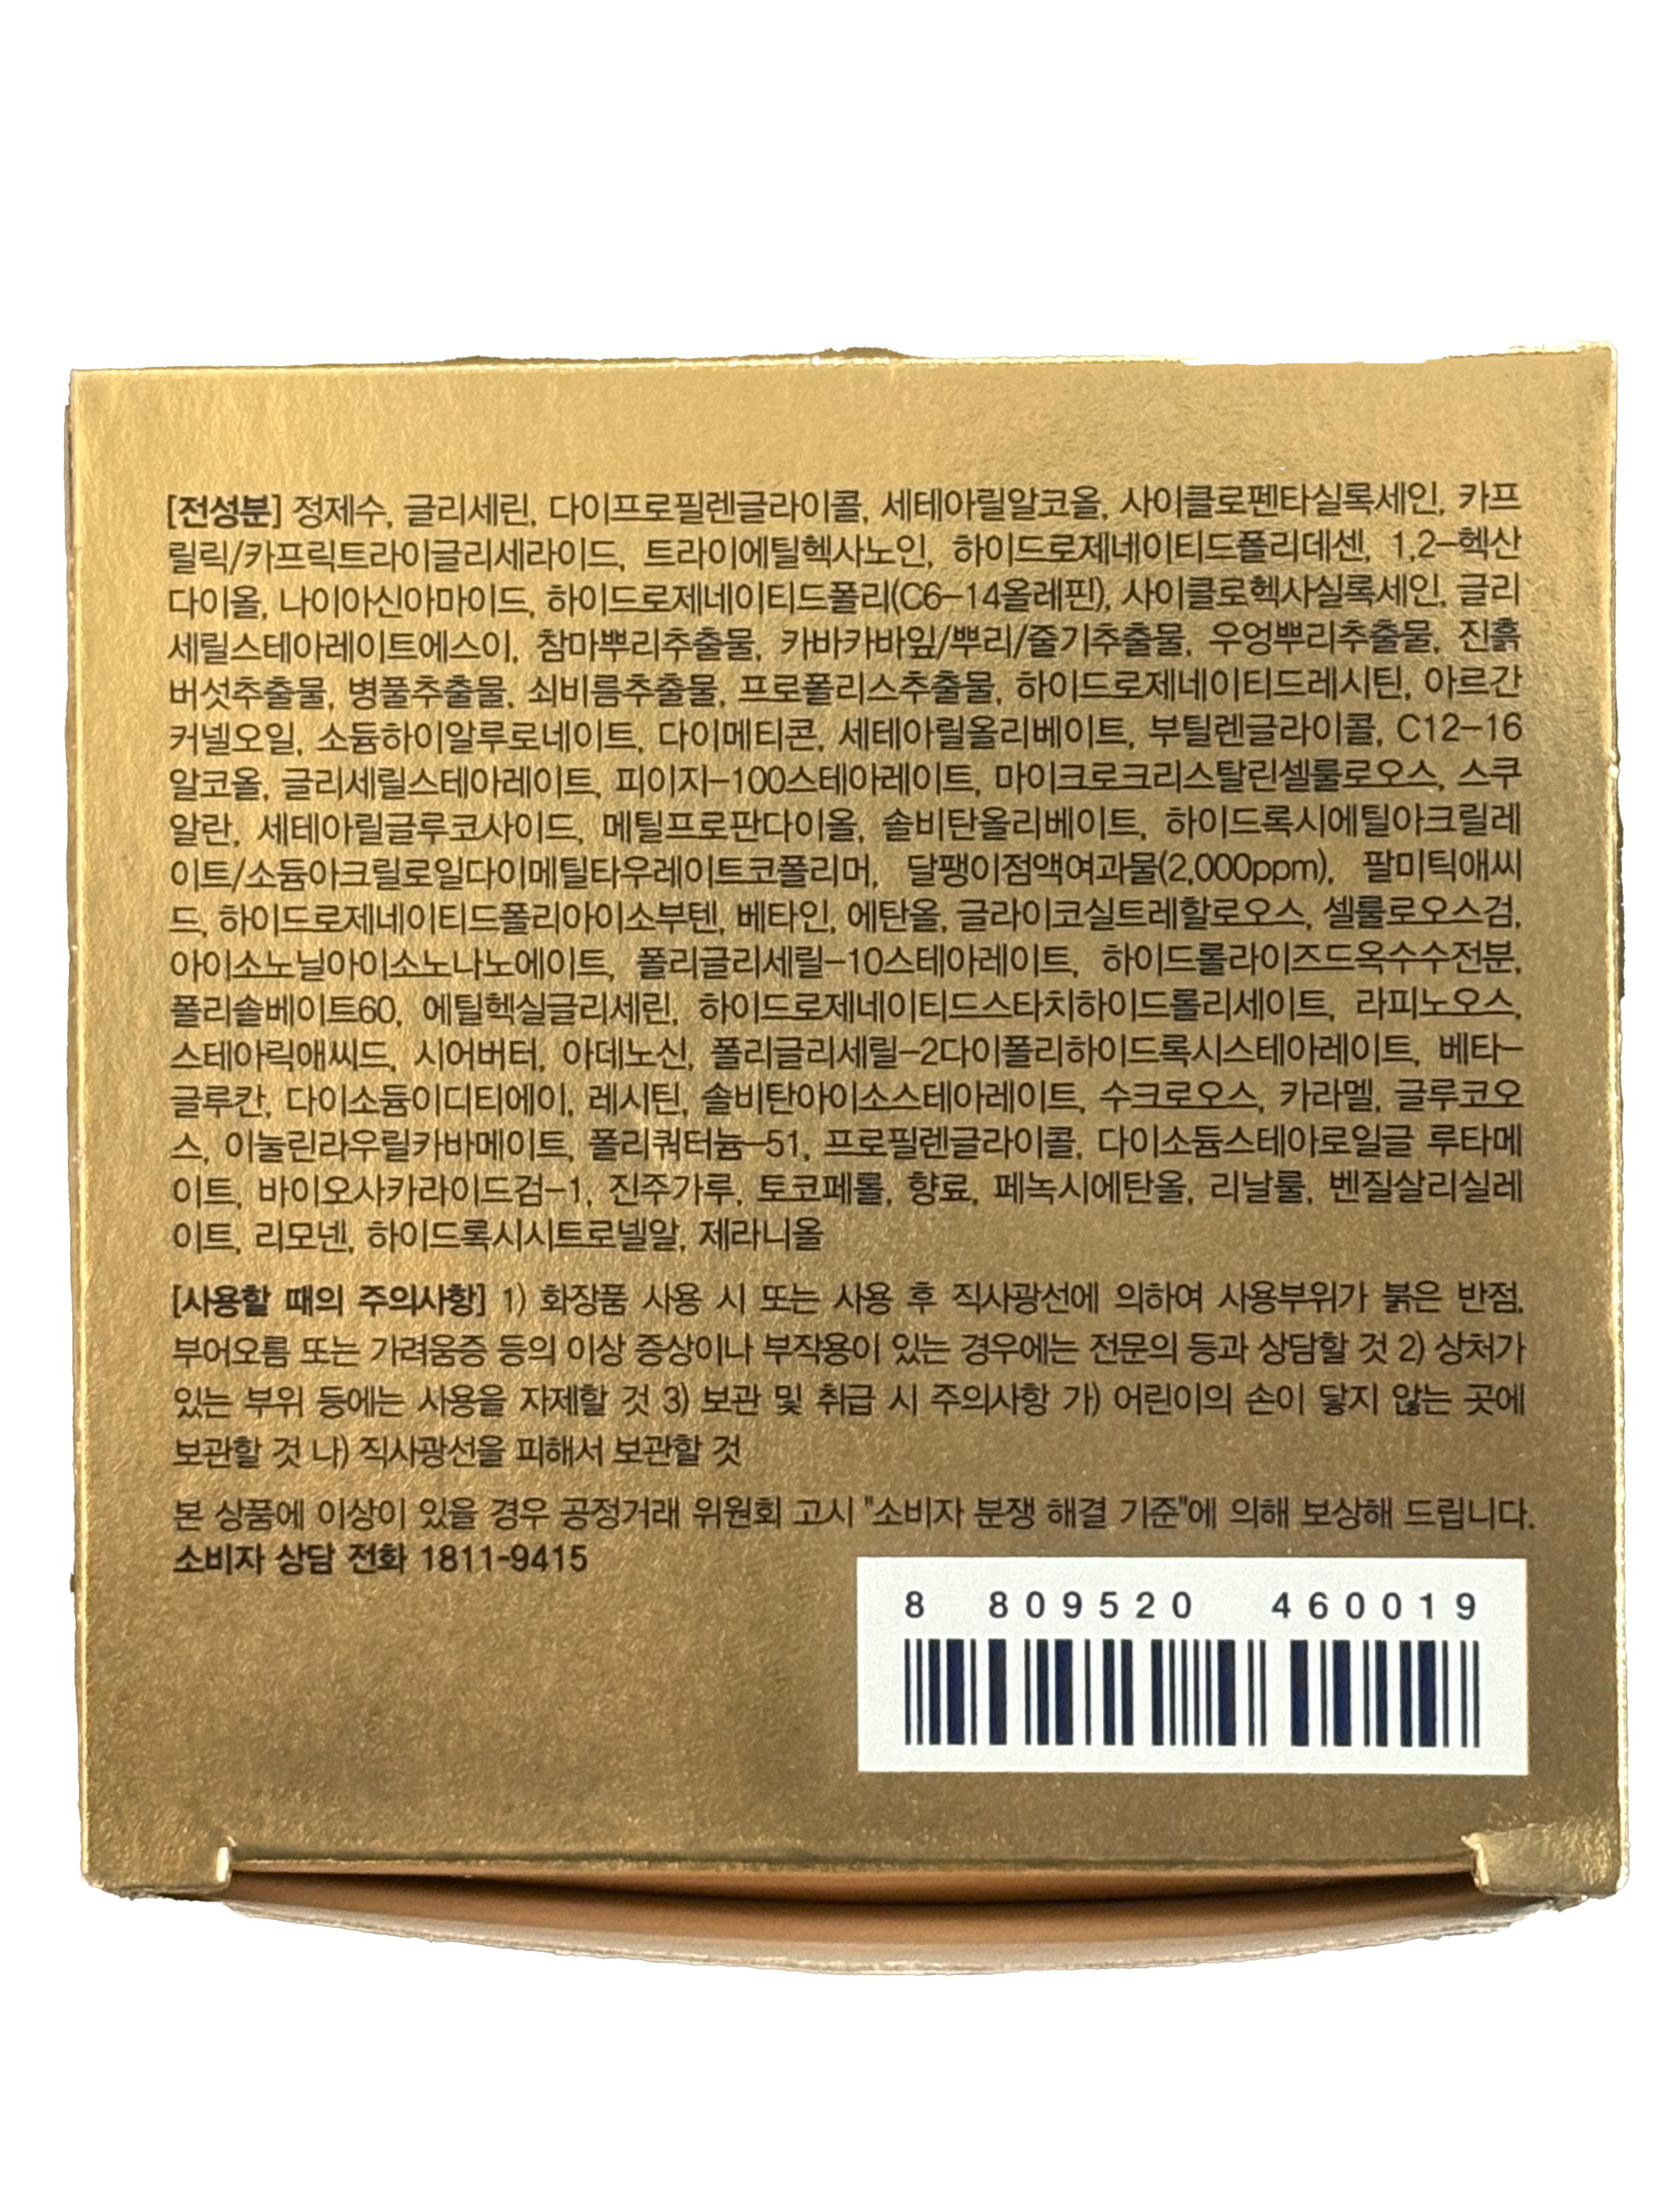 [전성분] 정제수, 글리세린, 다이프로필렌글라이콜, 세테아릴알코올, 사이클로펜타실록세인, 카프
릴릭/카프릭트라이글리세라이드, 트라이에틸헥사노인, 하이드로제네이티드폴리데센, 1,2-헥산
다이올, 나이아신아마이드, 하이드로제네이티드폴리(C6-14올레핀), 사이클로헥사실록세인, 글리
세릴스테아레이트에스이, 참마뿌리추출물, 카바카바잎/뿌리/줄기추출물, 우엉뿌리추출물, 진흙
버섯추출물, 병풀추출물, 쇠비름추출물, 프로폴리스추출물, 하이드로제네이티드레시틴, 아르간
커넬오일, 소듐하이알루로네이트, 다이메티콘, 세테아릴올리베이트, 부틸렌글라이콜, C12-16
알코올, 글리세릴스테아레이트, 피이지-100스테아레이트, 마이크로크리스탈린셀룰로오스, 스쿠
알란, 세테아릴글루코사이드, 메틸프로판다이올, 솔비탄올리베이트, 하이드록시에틸아크릴레
이트/소듐아크릴로일다이메틸타우레이트코폴리머, 달팽이점액여과물(2,000ppm), 팔미틱애씨
드, 하이드로제네이티드폴리아이소부텐, 베타인, 에탄올, 글라이코실트레할로오스, 셀룰로오스검,
아이소노닐아이소노나노에이트, 폴리글리세릴-10스테아레이트, 하이드롤라이즈드옥수수전분,
폴리솔베이트60, 에틸헥실글리세린, 하이드로제네이티드스타치하이드롤리세이트, 라피노오스,
스테아릭애씨드, 시어버터, 아데노신, 폴리글리세릴-2다이폴리하이드록시스테아레이트, 베타-
글루칸, 다이소듐이디티에이, 레시틴, 솔비탄아이소스테아레이트, 수크로오스, 카라멜, 글루코오
스, 이눌린라우릴카바메이트, 폴리쿼터늄-51, 프로필렌글라이콜, 다이소듐스테아로일글 루타메
이트, 바이오사카라이드검-1, 진주가루, 토코페롤, 향료, 페녹시에탄올, 리날룰, 벤질살리실레
이트, 리모넨, 하이드록시시트로넬알, 제라니올
[사용할 때의 주의사항] 1) 화장품 사용 시 또는 사용 후 직사광선에 의하여 사용부위가 붉은 반점,
부어오름 또는 가려움증 등의 이상 증상이나 부작용이 있는 경우에는 전문의 등과 상담할 것 2) 상처가
있는 부위 등에는 사용을 자제할 것 3) 보관 및 취급 시 주의사항 가) 어린이의 손이 닿지 않는 곳에
보관할 것 나) 직사광선을 피해서 보관할 것
본 상품에 이상이 있을 경우 공정거래 위원회 고시 "소비자 분쟁 해결 기준"에 의해 보상해 드립니다.
소비자 상담 전화 1811-9415
8 809520 460019